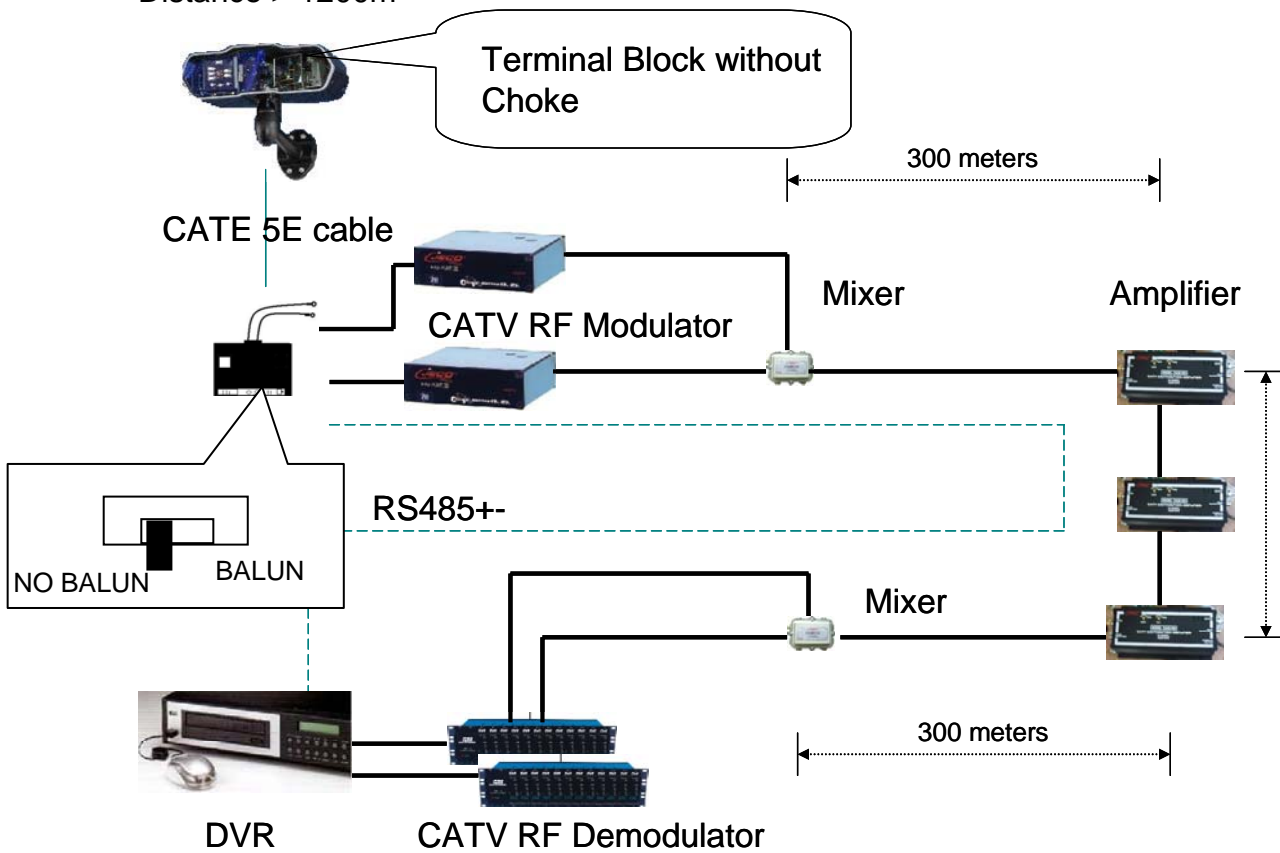 Terminal Block without
Choke
300 meters
CATE 5E cable
Mixer
Amplifier
CATV RF Modulator
RS485+-
NO BALUN
BALUN
Mixer
300 meters
DVR
CATV RF Demodulator